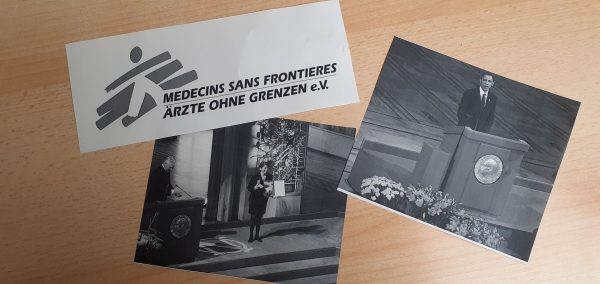 MEDECINS SANS FRONTIERES
ÄRZTE OHNE GRENZEN e.V.